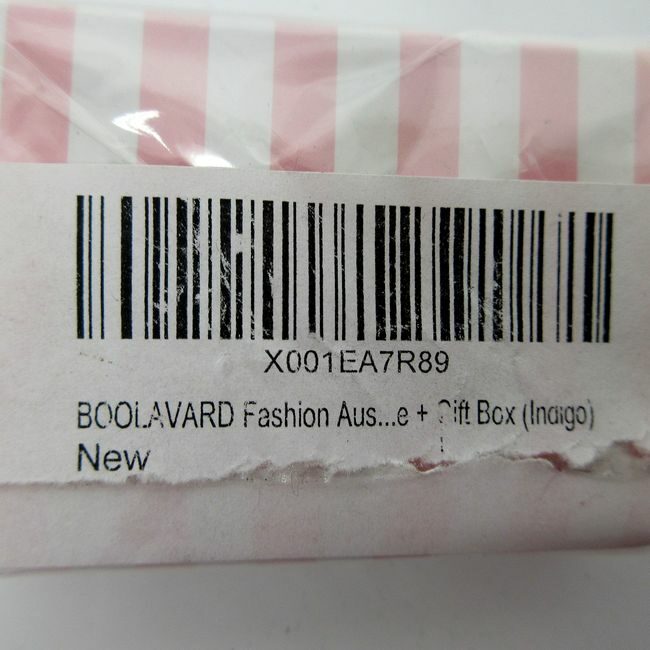 X001EA7R89
BOOLAVARD Fashion Aus...e + Gift Box (Indigo)
New